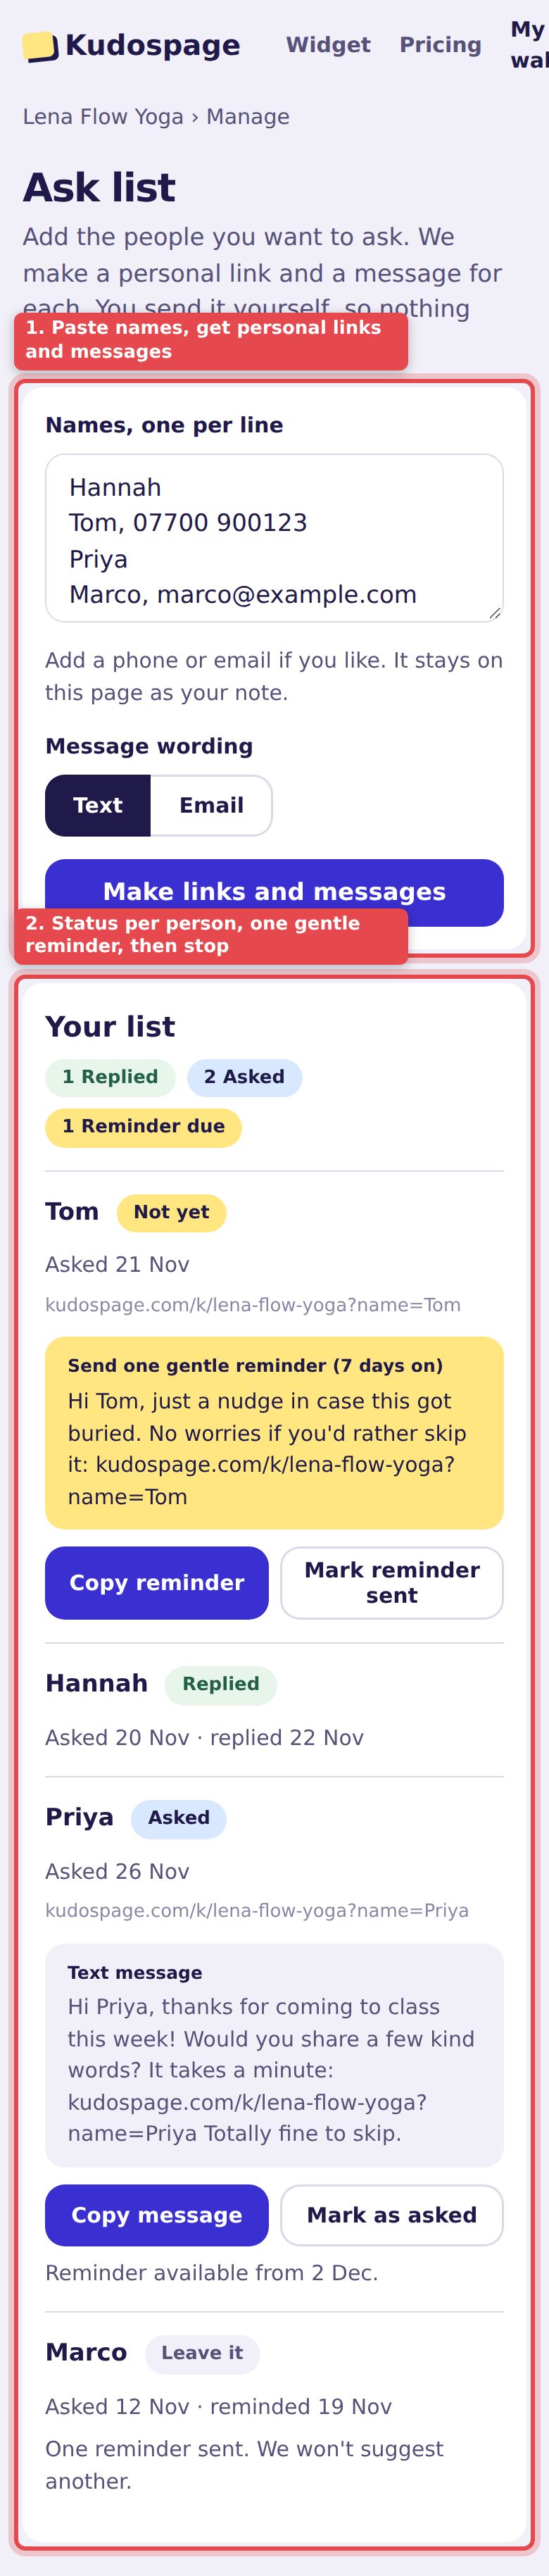 Kudospage
Widget
Pricing
My
Lena Flow Yoga › Manage
Ask list
Add the people you want to ask. We
make a personal link and a message for
each. You send it yourself, so nothing
1. Paste names, get personal links
and messages
Names, one per line
Hannah
Tom, 07700 900123
Priya
Marco, marco@example.com
Add a phone or email if you like. It stays on
this page as your note.
Message wording
Text
Email
Make links and messages
2. Status per person, one gentle
reminder, then stop
Your list
1 Replied
2 Asked
1 Reminder due
Tom
Not yet
Asked 21 Nov
kudospage.com/k/lena-flow-yoga?name=Tom
Send one gentle reminder (7 days on)
Hi Tom, just a nudge in case this got
buried. No worries if you'd rather skip
it: kudospage.com/k/lena-flow-yoga?
name=Tom
Copy reminder
Mark reminder
sent
Hannah
Replied
Asked 20 Nov · replied 22 Nov
Priya
Asked
Asked 26 Nov
kudospage.com/k/lena-flow-yoga?name=Priya
Text message
Hi Priya, thanks for coming to class
this week! Would you share a few kind
words? It takes a minute:
kudospage.com/k/lena-flow-yoga?
name=Priya Totally fine to skip.
Copy message
Mark as asked
Reminder available from 2 Dec.
Marco
Leave it
Asked 12 Nov · reminded 19 Nov
One reminder sent. We won't suggest
another.